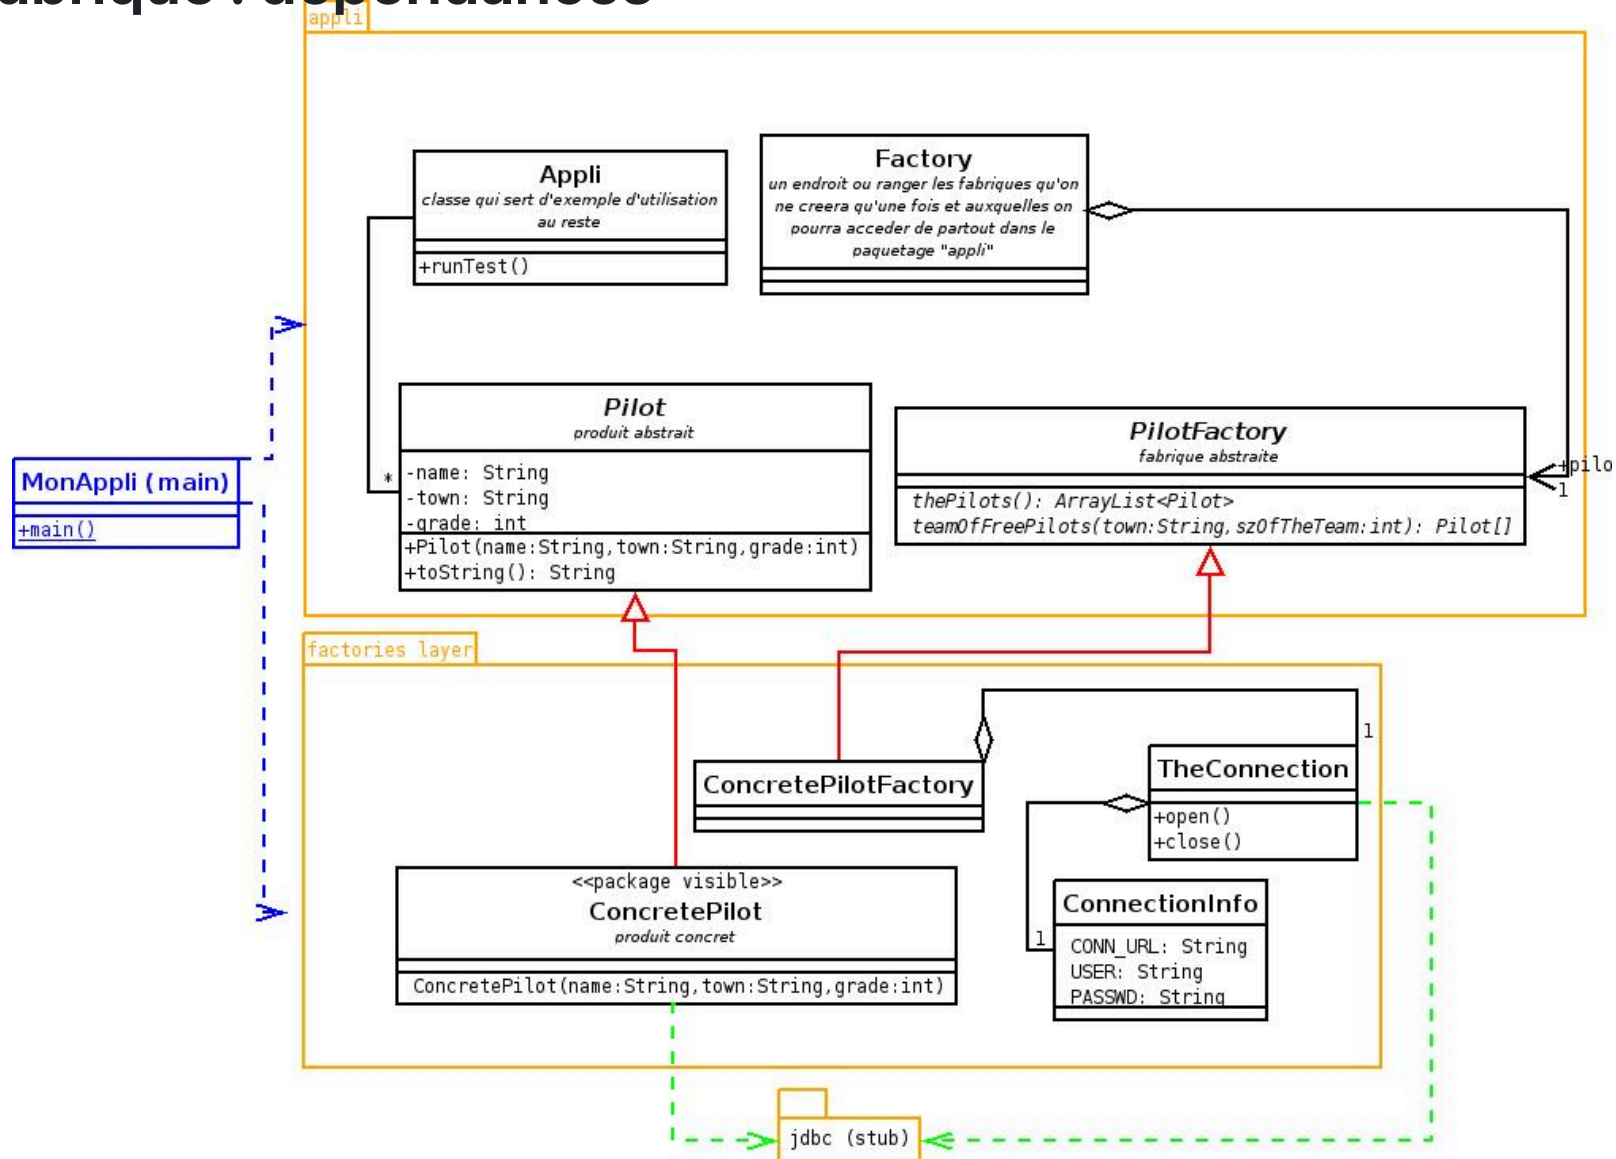 abrique : dépendances
appli
Appli
classe qui sert d'exemple d'utilisation
au reste
+runTest()
Factory
un endroit ou ranger les fabriques qu'on
ne creera qu'une fois et auxquelles on
pourra acceder de partout dans le
paquetage "appli"
Pilot
produit abstrait
-name: String
-town: String
-grade: int
+Pilot(name:String,town:String,grade:int)
+toString(): String
*
PilotFactory
fabrique abstraite
thePilots(): ArrayList<Pilot>
teamOfFreePilots(town:String,szOfTheTeam:int): Pilot[]
+pilo
1
MonAppli (main)
+main()
factories layer
ConcretePilotFactory
1
TheConnection
+open()
+close()
<<package visible>>
ConcretePilot
produit concret
ConcretePilot(name:String,town:String,grade:int)
ConnectionInfo
1
CONN_URL: String
USER: String
PASSWD: String
jdbc (stub)